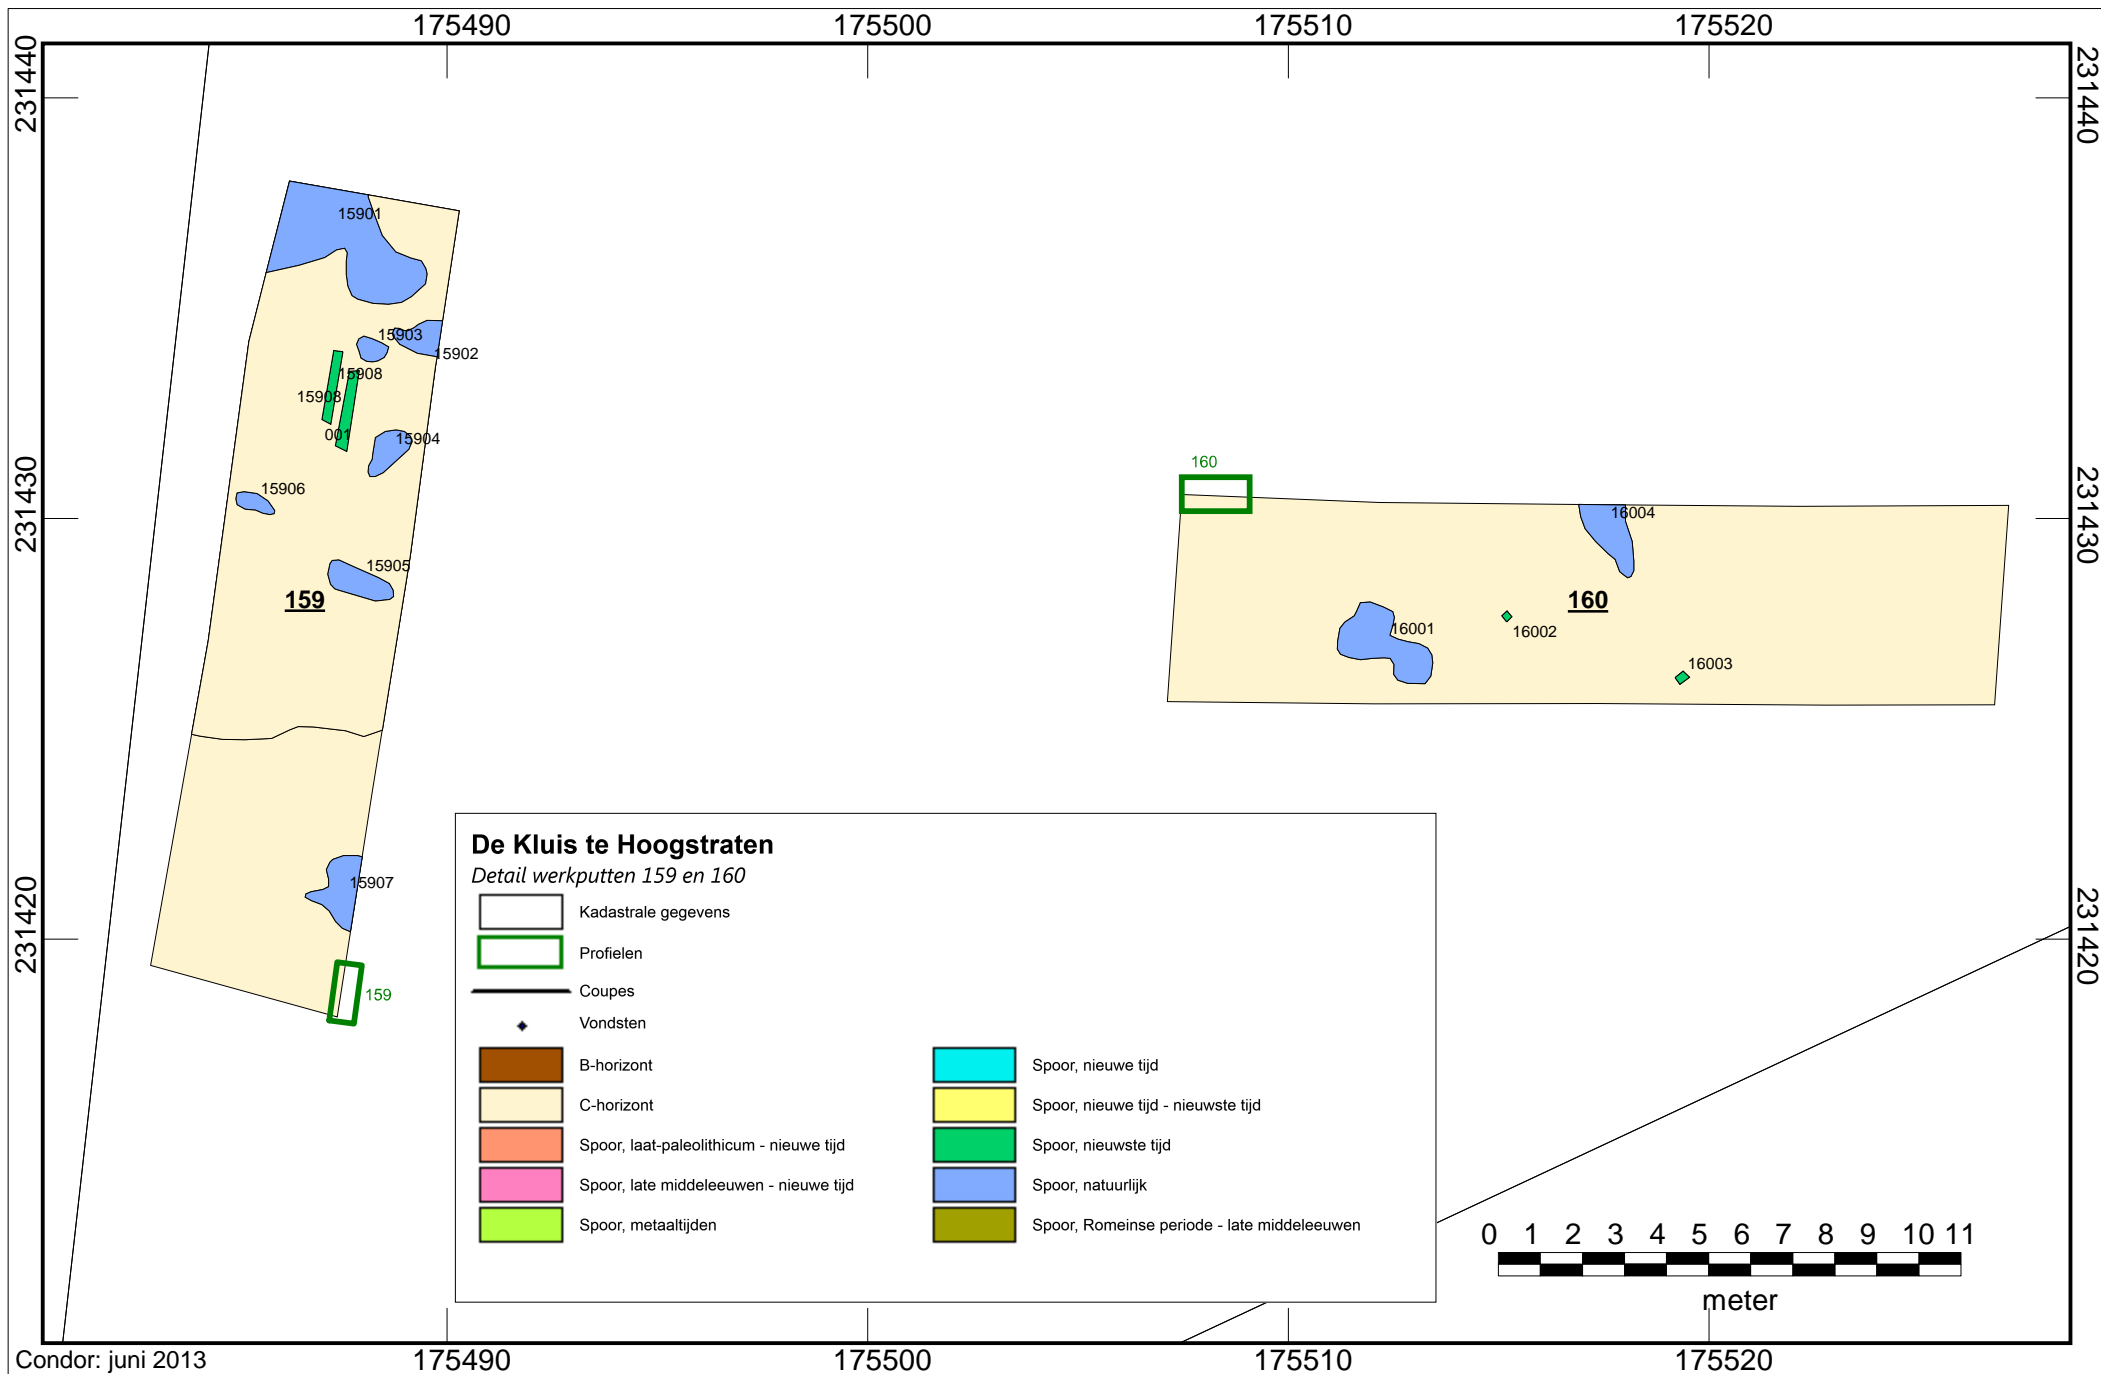 175490 175500 175510 175520
231440 231440
15901
15903
15902
15908
15908
001
15904
15906
231430 231430
15905
159
160
16004
160
16001
16002
16003
15907
231420 231420
159
De Kluis te Hoogstraten
Detail werkputten 159 en 160
Kadastrale gegevens
Profielen
Coupes
Vondsten
B-horizont
C-horizont
Spoor, laat-paleolithicum - nieuwe tijd
Spoor, late middeleeuwen - nieuwe tijd
Spoor, metaaltijden
Spoor, nieuwe tijd
Spoor, nieuwe tijd - nieuwste tijd
Spoor, nieuwste tijd
Spoor, natuurlijk
Spoor, Romeinse periode - late middeleeuwen
0 1 2 3 4 5 6 7 8 9 10 11
meter
Condor: juni 2013
175490 175500 175510 175520